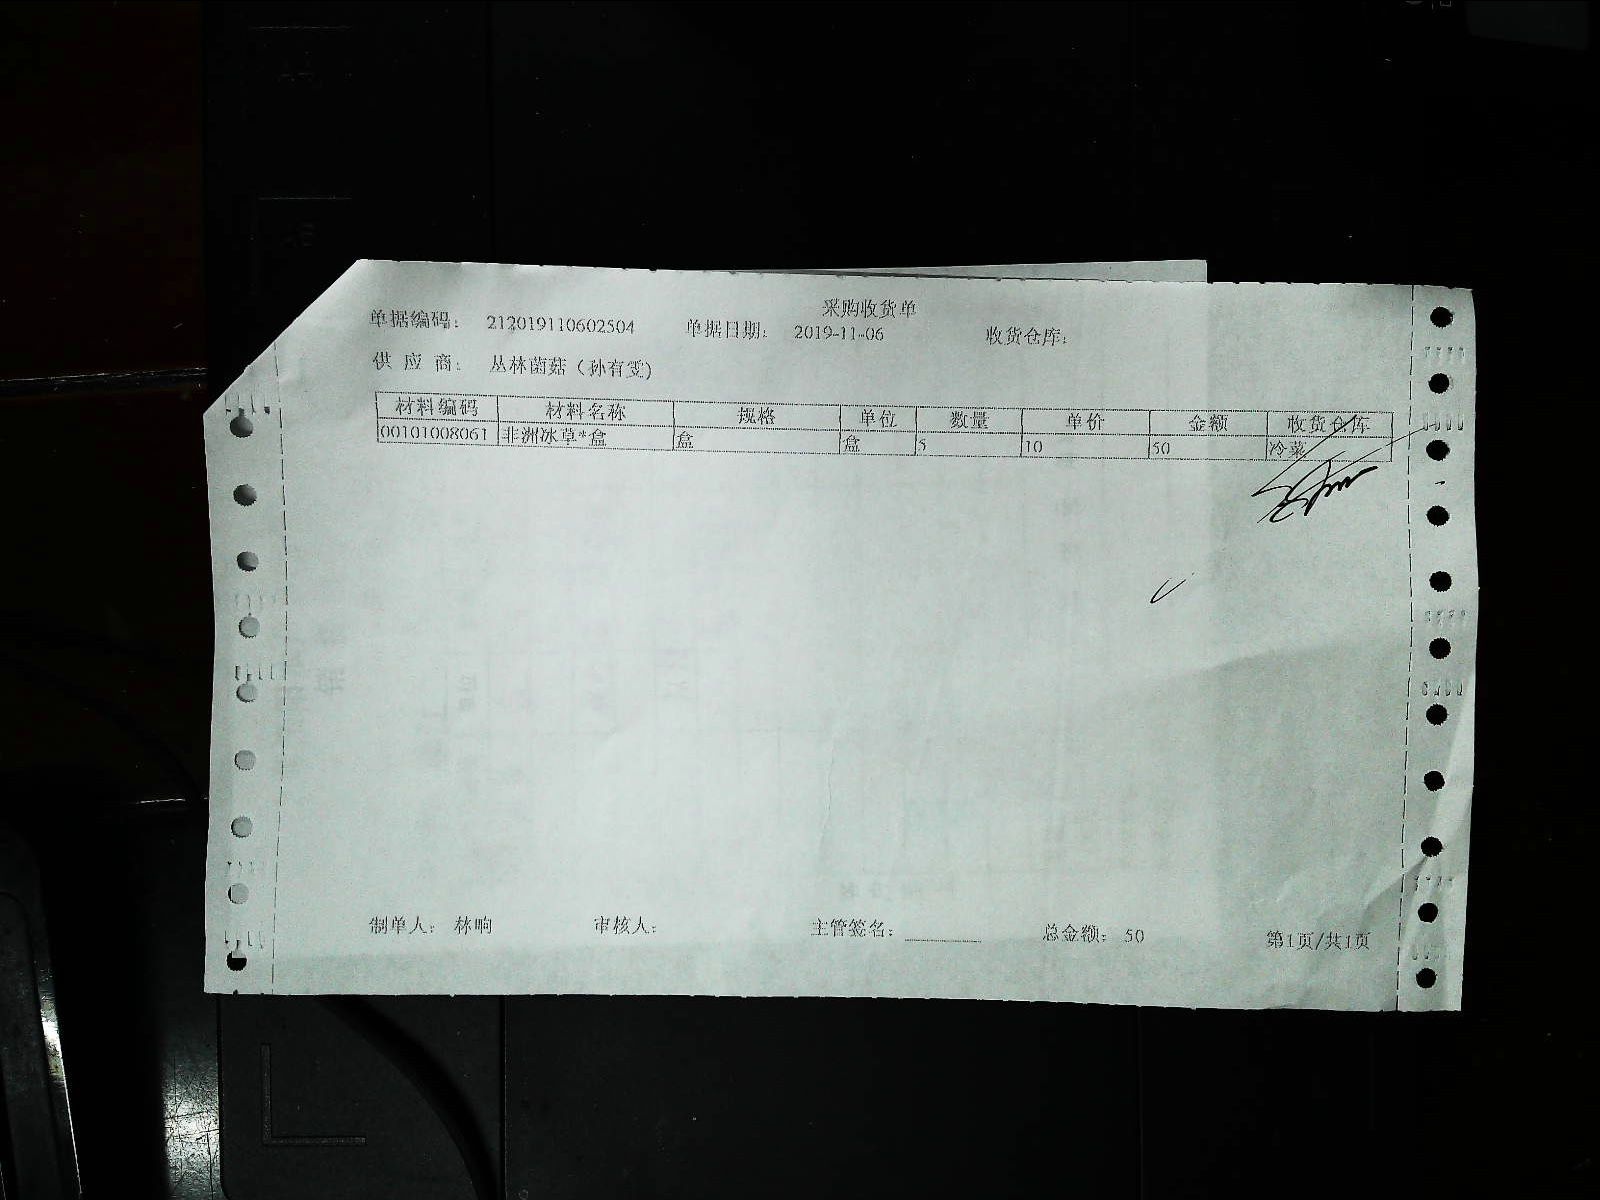 采购收货单
单据编码： 212019110602504 单据日期： 2019-11-06 收货仓库：
供 应 商： 丛林菌菇（孙有雯）
材料编码 材料名称 规格 单位 数量 单价 金额 收货仓库
00101008061 非洲冰草*盒 盒 盒 5 10 50 冷菜
制单人： 林晌 审核人： 主管签名： 总金额： 50 第1页/共1页